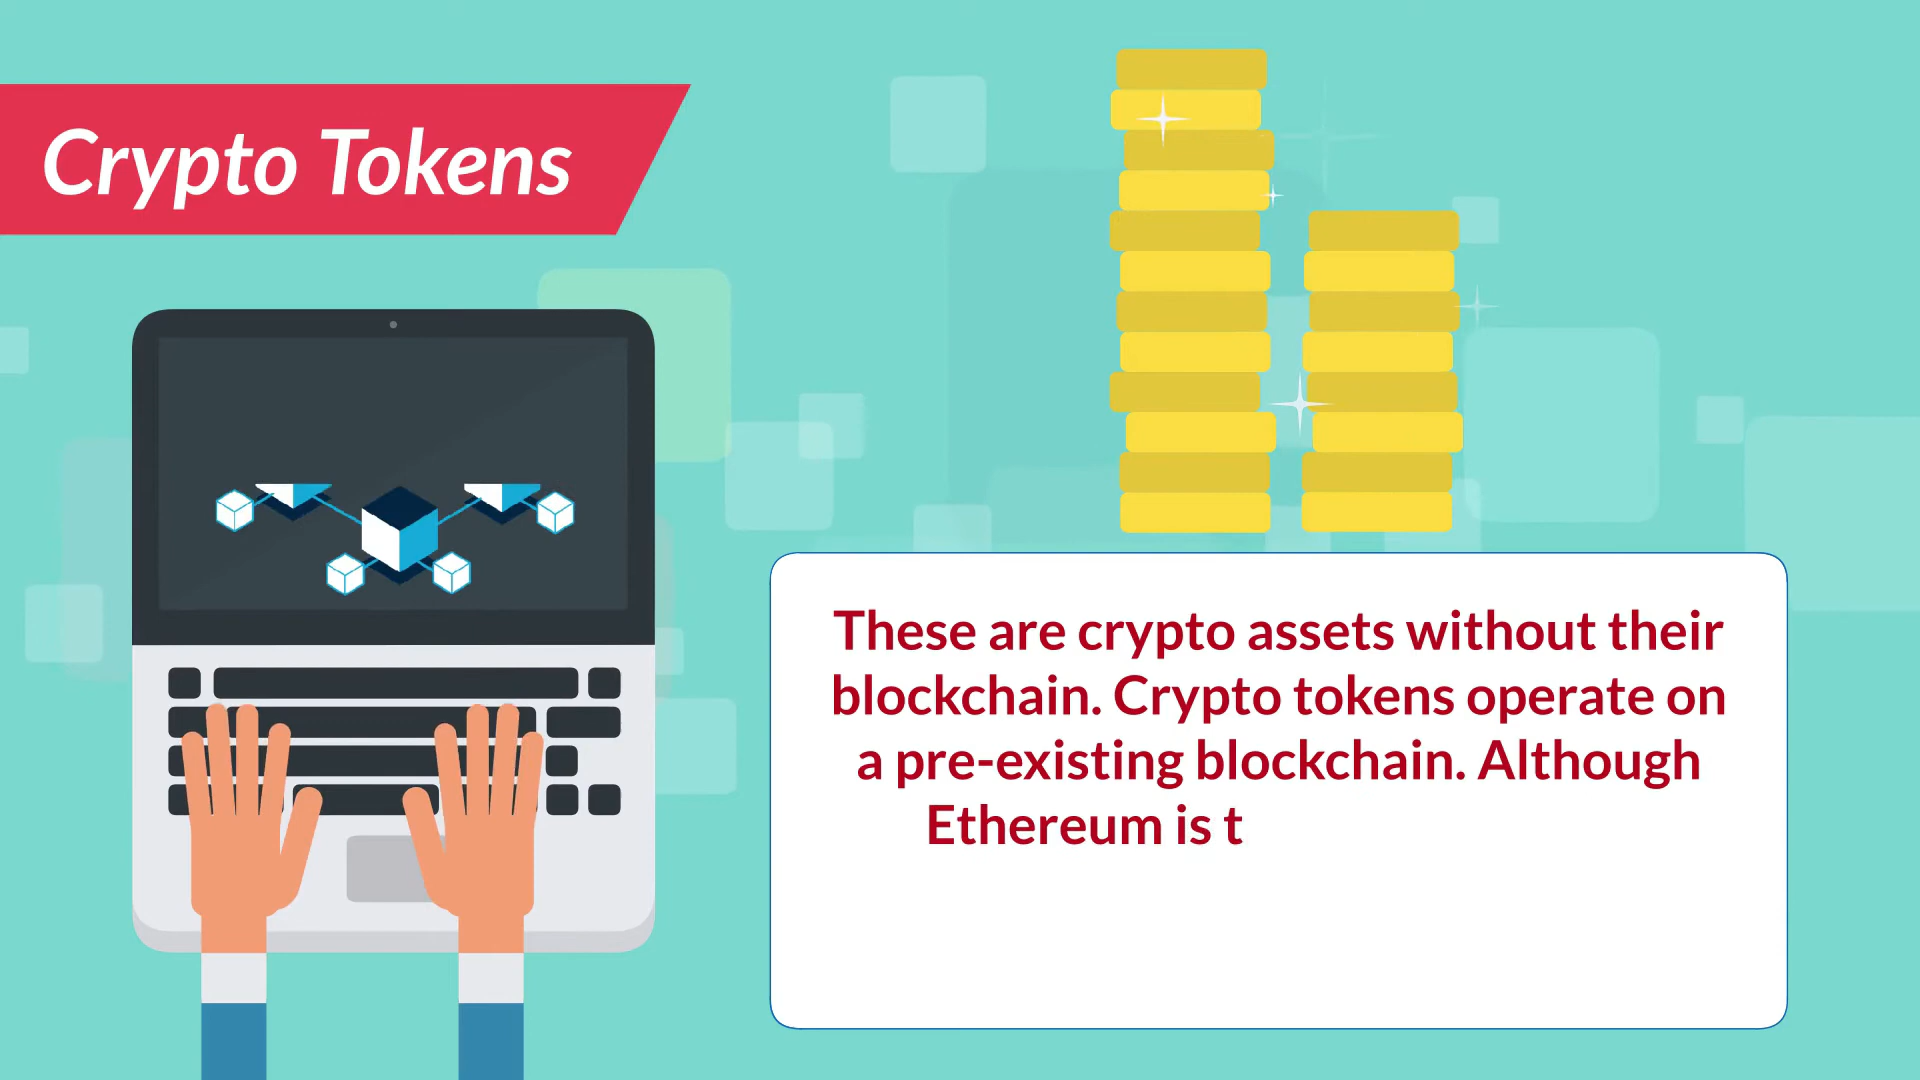 Crypto Tokens
These are crypto assets without their
blockchain. Crypto tokens operate on
a pre-existing blockchain. Although
Ethereum is t